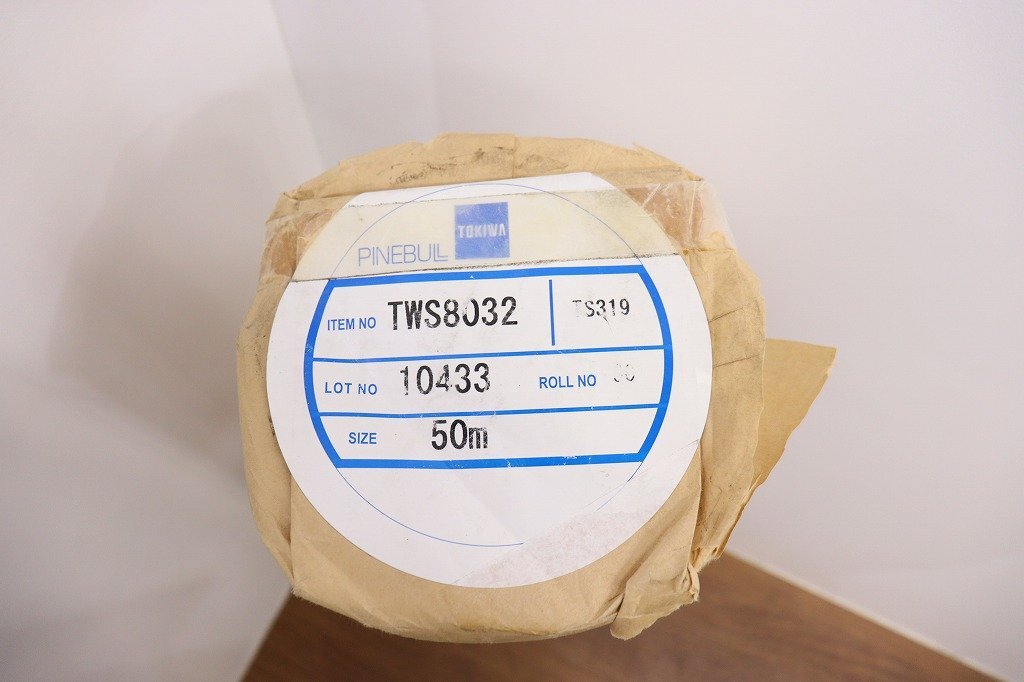 PINEBULL TOKIWA
ITEM NO TWS8032 TS319
LOT NO 10433 ROLL NO
SIZE 50m